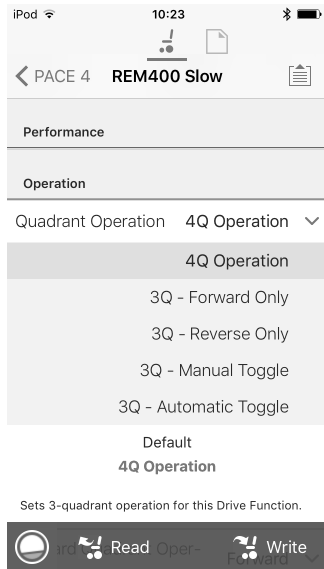 iPod 10:23
PACE 4 REM400 Slow
Performance
Operation
Quadrant Operation 4Q Operation
4Q Operation
3Q - Forward Only
3Q - Reverse Only
3Q - Manual Toggle
3Q - Automatic Toggle
Default
4Q Operation
Sets 3-quadrant operation for this Drive Function.
Read Write
Oper-
Forward